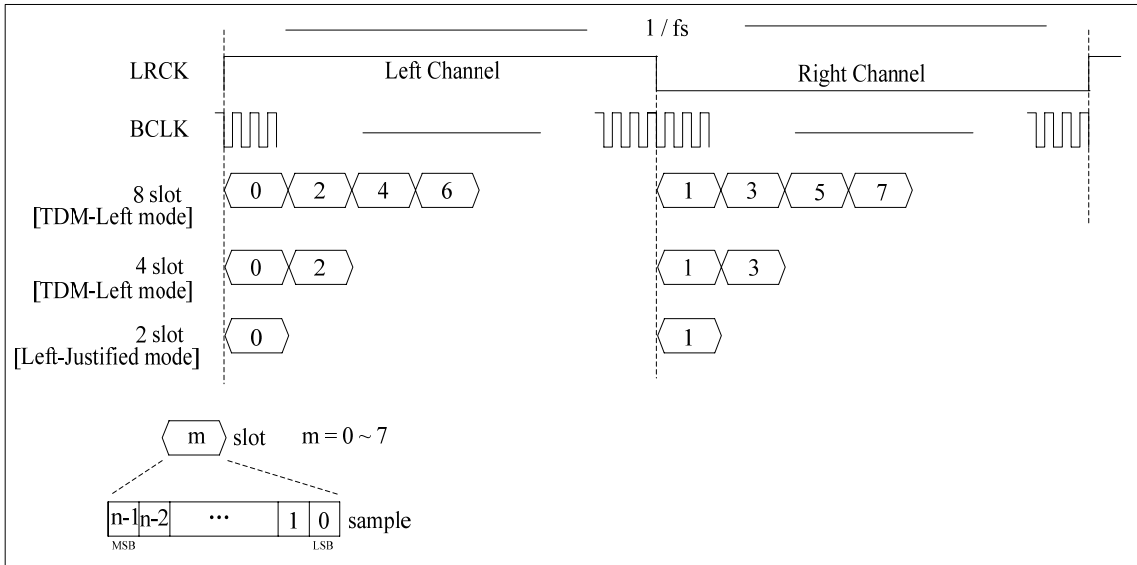 1 / fs
LRCK
Left Channel
Right Channel
BCLK
8 slot
[TDM-Left mode]
0 2 4 6 1 3 5 7
4 slot
[TDM-Left mode]
0 2 1 3
2 slot
[Left-Justified mode]
0 1
m slot m = 0 ~ 7
n-1 n-2 ... 1 0 sample
MSB LSB